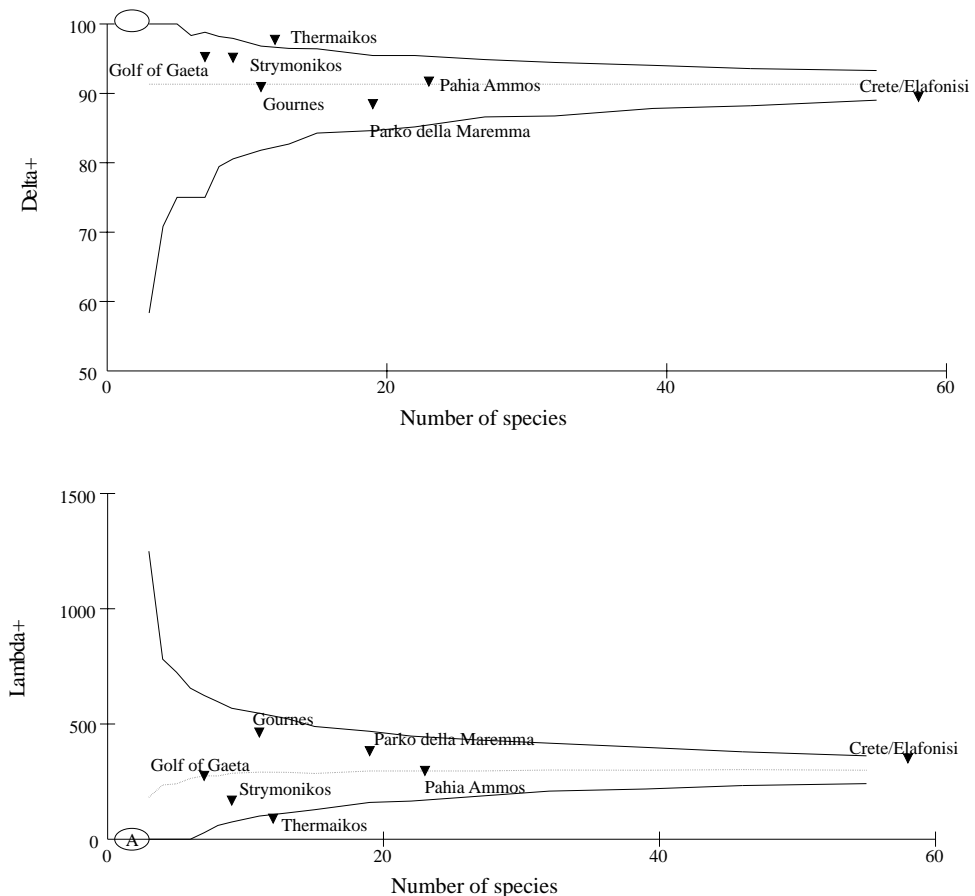 100
90
80
70
60
50
Delta+
Thermaikos
Golf of Gaeta
Strymonikos
Gournes
Pahia Ammos
Parko della Maremma
Crete/Elafonisi
0
20
40
60
Number of species
1500
1000
500
0
Lambda+
Gournes
Parko della Maremma
Crete/Elafonisi
Golf of Gaeta
Strymonikos
Pahia Ammos
Thermaikos
A
0
20
40
60
Number of species